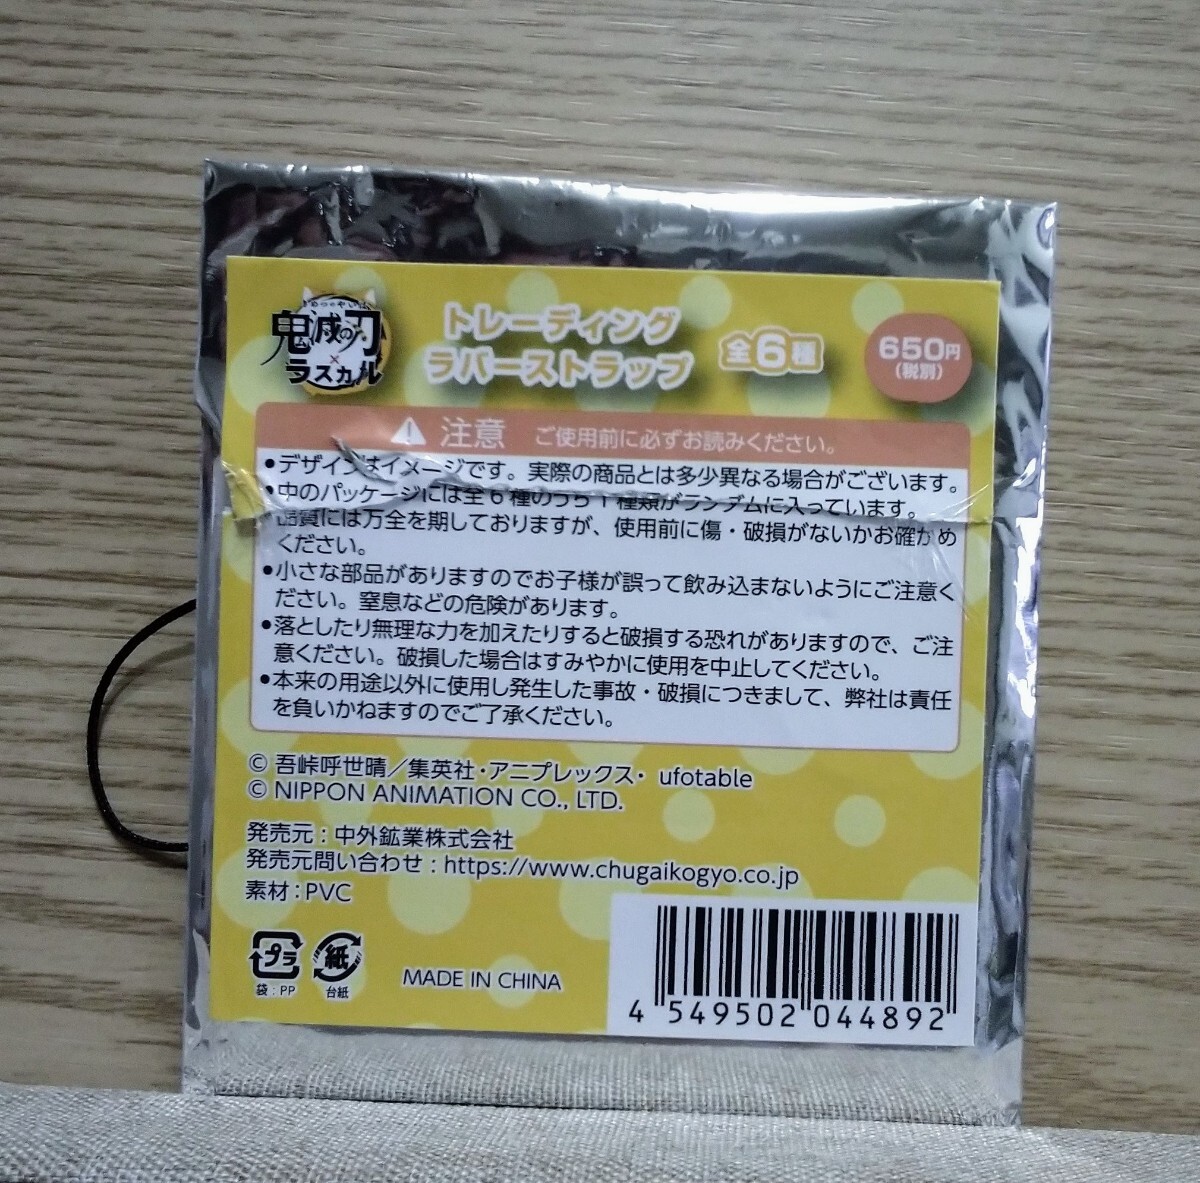 きめつのやいば
鬼滅の刃
×
ラスカル
トレーディング
ラバーストラップ
全6種
650円
(税別)
注意 ご使用前に必ずお読みください。
●デザインはイメージです。実際の商品とは多少異なる場合がございます。
●中のパッケージには全6種のうち1種類がランダムに入っています。
品質には万全を期しておりますが、使用前に傷・破損がないかお確かめ
ください。
●小さな部品がありますのでお子様が誤って飲み込まないようにご注意く
ださい。窒息などの危険があります。
●落としたり無理な力を加えたりすると破損する恐れがありますので、ご注
意ください。破損した場合はすみやかに使用を中止してください。
●本来の用途以外に使用し発生した事故・破損につきまして、弊社は責任
を負いかねますのでご了承ください。
© 吾峠呼世晴／集英社・アニプレックス・ ufotable
© NIPPON ANIMATION CO., LTD.
発売元：中外鉱業株式会社
発売元問い合わせ：https://www.chugaikogyo.co.jp
素材：PVC
プラ
袋：PP
紙
台紙
MADE IN CHINA
4 549502 044892